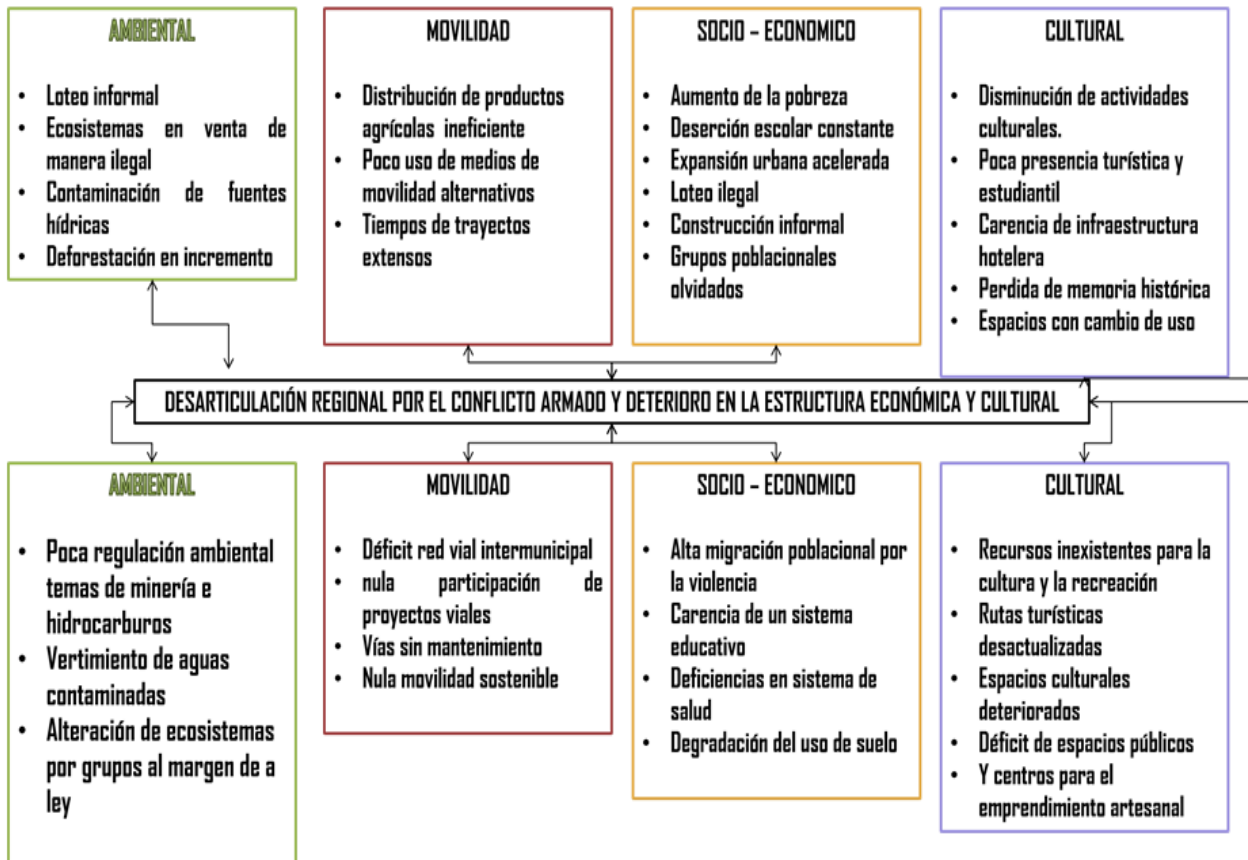 AMBIENTAL
• Loteo informal
• Ecosistemas en venta de
manera ilegal
• Contaminación de fuentes
hídricas
• Deforestación en incremento
MOVILIDAD
• Distribución de productos
agrícolas ineficiente
• Poco uso de medios de
movilidad alternativos
• Tiempos de trayectos
extensos
SOCIO – ECONOMICO
• Aumento de la pobreza
• Deserción escolar constante
• Expansión urbana acelerada
• Loteo ilegal
• Construcción informal
• Grupos poblacionales
olvidados
CULTURAL
• Disminución de actividades
culturales.
• Poca presencia turística y
estudiantil
• Carencia de infraestructura
hotelera
• Perdida de memoria histórica
• Espacios con cambio de uso
DESARTICULACIÓN REGIONAL POR EL CONFLICTO ARMADO Y DETERIORO EN LA ESTRUCTURA ECONÓMICA Y CULTURAL
AMBIENTAL
• Poca regulación ambiental
temas de minería e
hidrocarburos
• Vertimiento de aguas
contaminadas
• Alteración de ecosistemas
por grupos al margen de a
ley
MOVILIDAD
• Déficit red vial intermunicipal
• nula participación de
proyectos viales
• Vías sin mantenimiento
• Nula movilidad sostenible
SOCIO – ECONOMICO
• Alta migración poblacional por
la violencia
• Carencia de un sistema
educativo
• Deficiencias en sistema de
salud
• Degradación del uso de suelo
CULTURAL
• Recursos inexistentes para la
cultura y la recreación
• Rutas turísticas
desactualizadas
• Espacios culturales
deteriorados
• Déficit de espacios públicos
• Y centros para el
emprendimiento artesanal